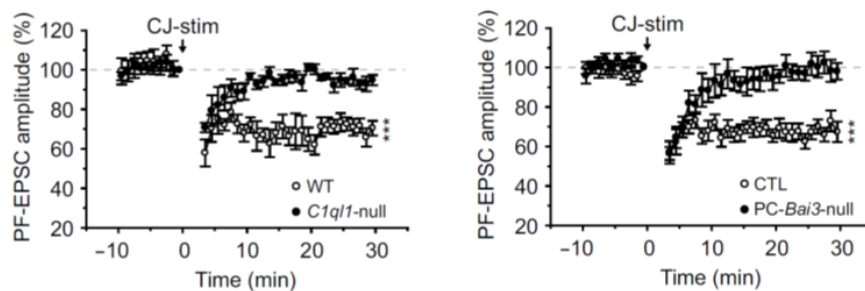 CJ-stim
PF-EPSC amplitude (%)
120
100
80
60
40
20
WT
C1ql1-null
***
−10
0
10
20
30
Time (min)
CJ-stim
PF-EPSC amplitude (%)
120
100
80
60
40
20
CTL
PC-Bai3-null
***
−10
0
10
20
30
Time (min)